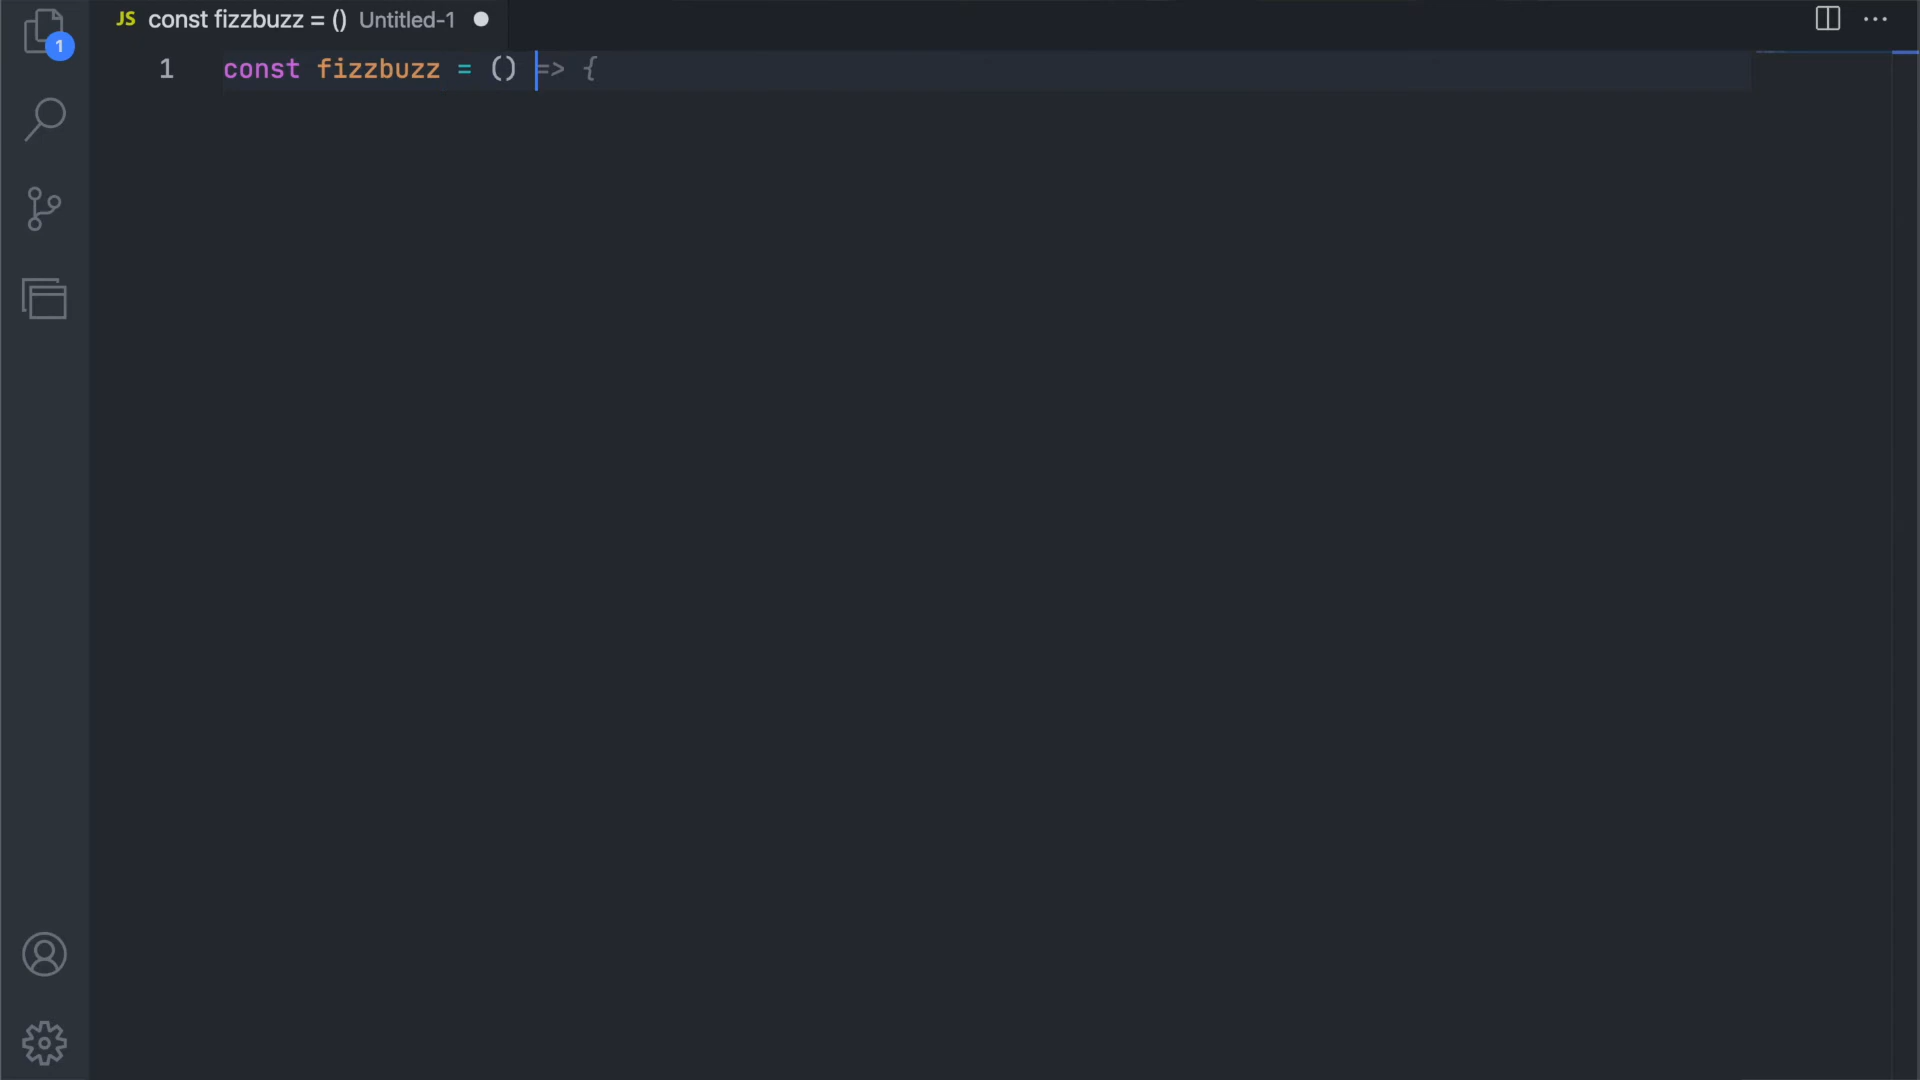 JS const fizzbuzz = () Untitled-1
1
1 const fizzbuzz = () => {